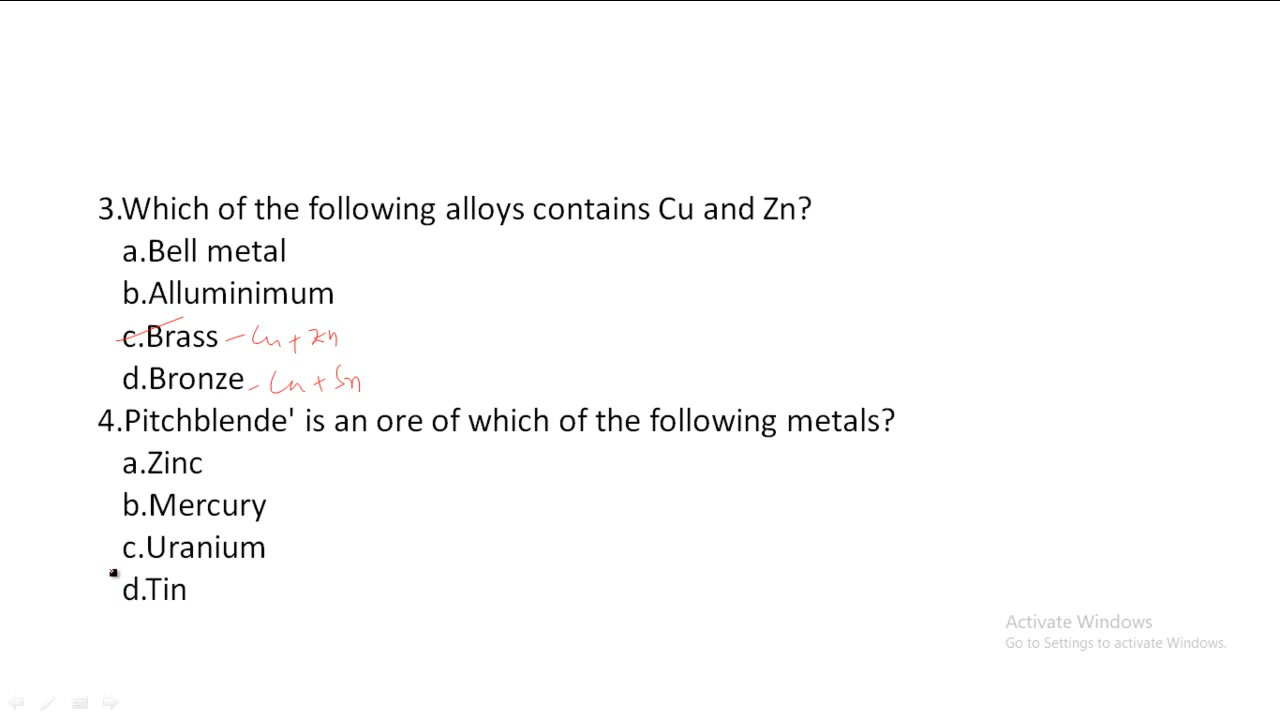 3.Which of the following alloys contains Cu and Zn?
a.Bell metal
b.Alluminimum
c.Brass - Cu + Zn
d.Bronze - Cu + Sn
4.Pitchblende' is an ore of which of the following metals?
a.Zinc
b.Mercury
c.Uranium
d.Tin
Activate Windows
Go to Settings to activate Windows.